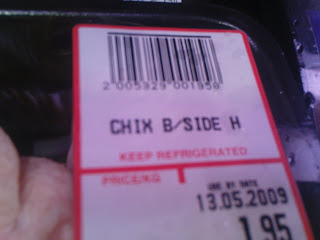 2 005929 001958
CHIX B/SIDE H
KEEP REFRIGERATED
PRICE/KG
USE BY DATE
13.05.2009
1.95